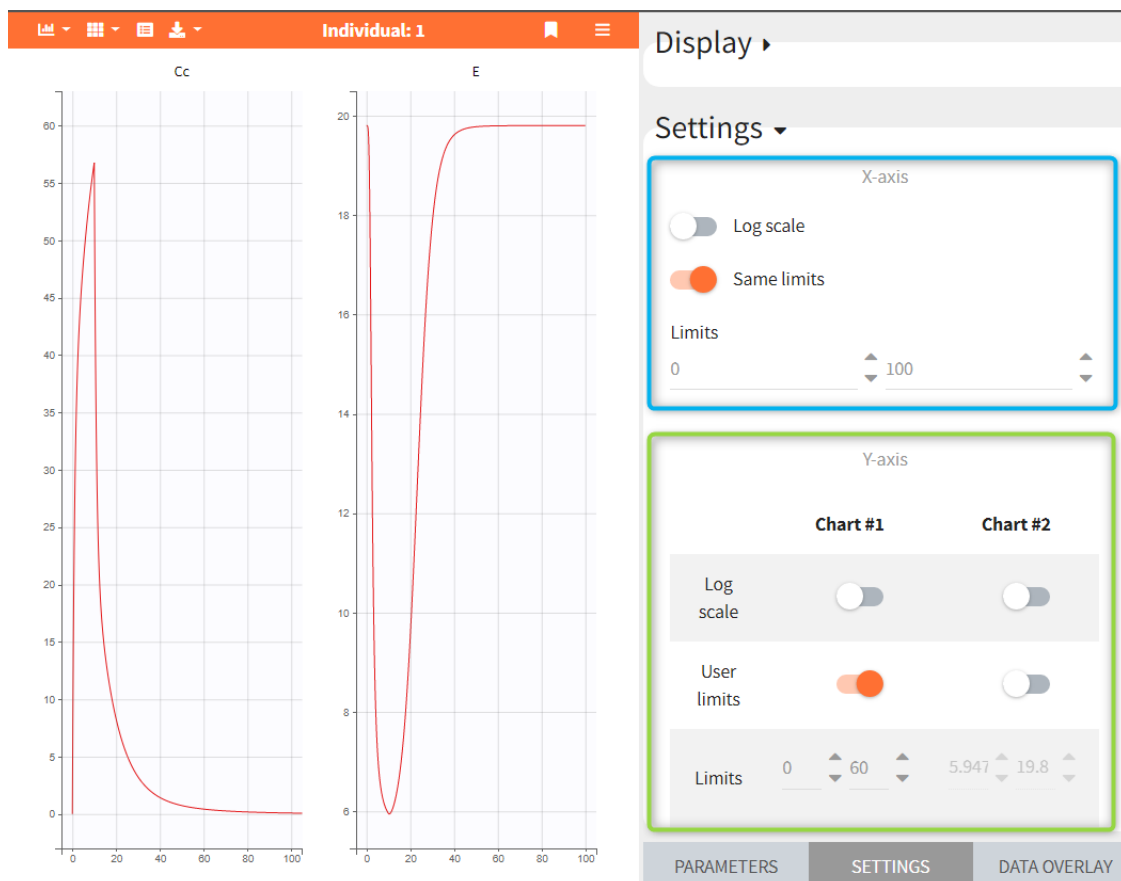 Individual: 1
Cc
60
55
50
45
40
35
30
25
20
15
10
5
0
0 20 40 60 80 100
E
20
18
16
14
12
10
8
6
0 20 40 60 80 100
Display
Settings
X-axis
Log scale
Same limits
Limits
0 100
Y-axis
Chart #1 Chart #2
Log
scale
User
limits
Limits 0 60 5.947 19.8
PARAMETERS SETTINGS DATA OVERLAY